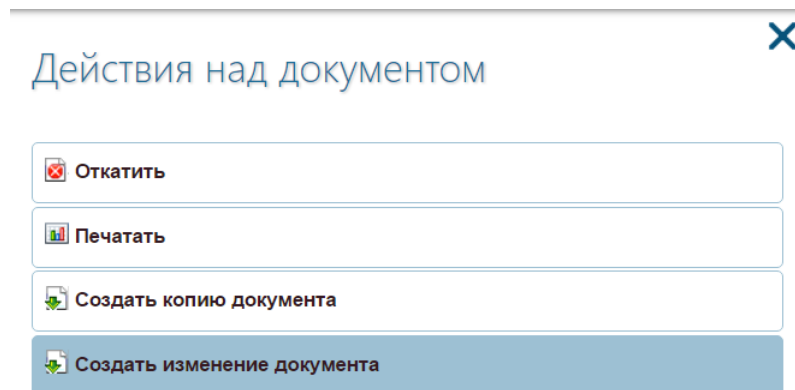 Действия над документом
Откатить
Печатать
Создать копию документа
Создать изменение документа